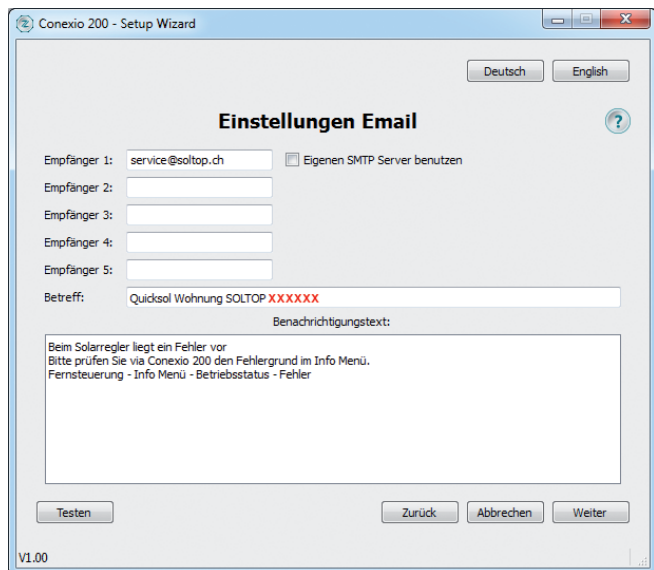 Conexio 200 - Setup Wizard
Deutsch English
Einstellungen Email
?
Empfänger 1: service@soltop.ch Eigenen SMTP Server benutzen
Empfänger 2:
Empfänger 3:
Empfänger 4:
Empfänger 5:
Betreff: Quicksol Wohnung SOLTOP XXXXXX
Benachrichtigungstext:
Beim Solarregler liegt ein Fehler vor
Bitte prüfen Sie via Conexio 200 den Fehlergrund im Info Menü.
Fernsteuerung - Info Menü - Betriebsstatus - Fehler
Testen Zurück Abbrechen Weiter
V1.00